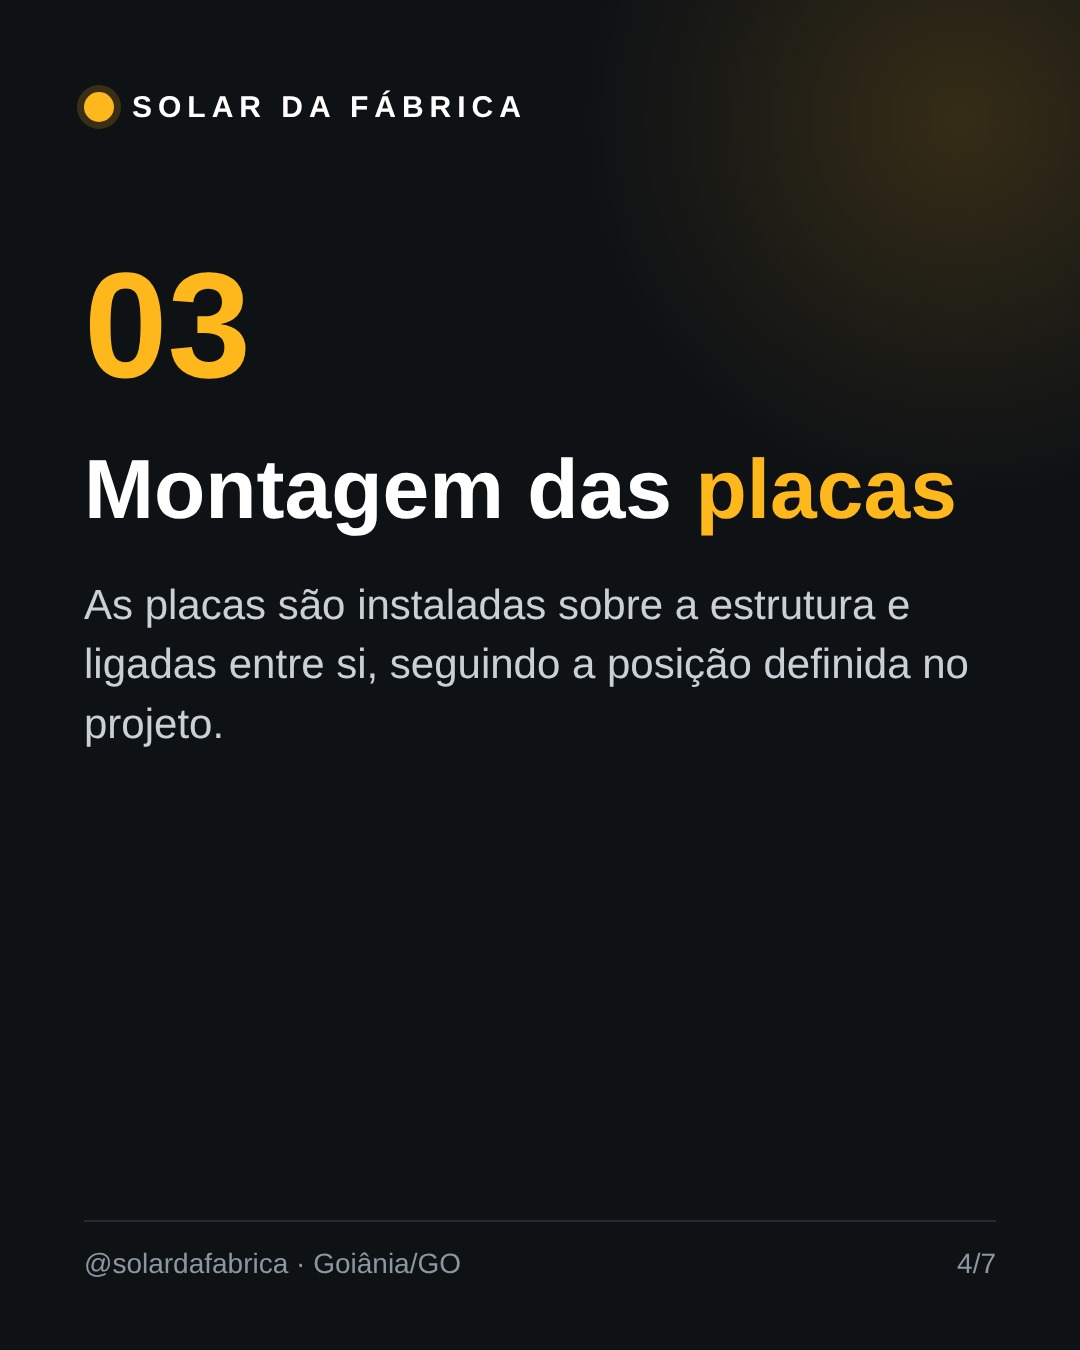 SOLAR DA FÁBRICA
03
Montagem das placas
As placas são instaladas sobre a estrutura e
ligadas entre si, seguindo a posição definida no
projeto.
@solardafabrica · Goiânia/GO
4/7